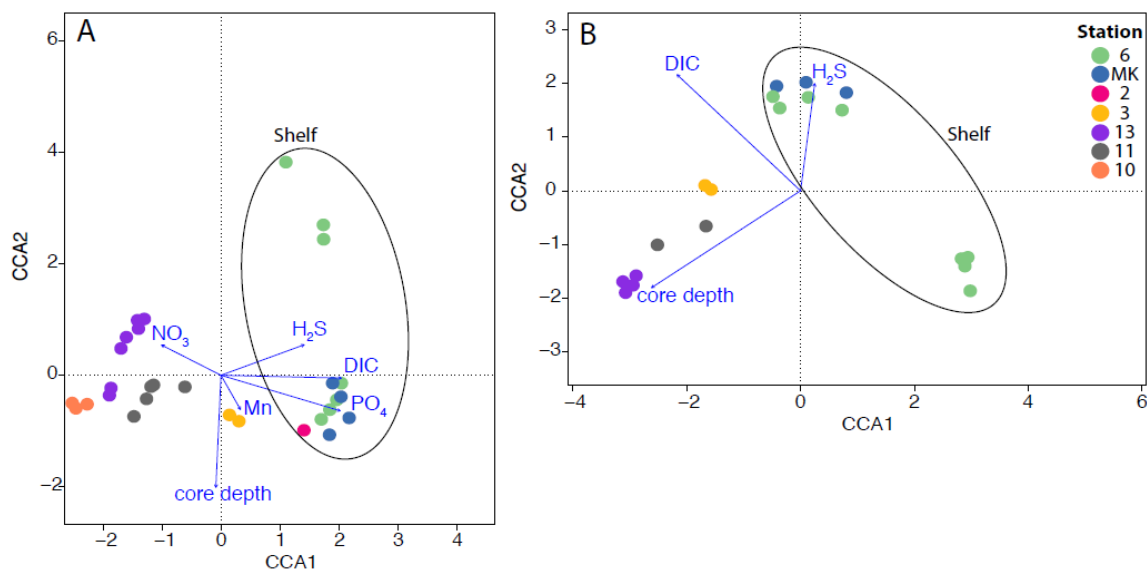 A
6
4
2
0
−2
CCA2
Shelf
NO3
H2S
DIC
Mn
PO4
core depth
−2 −1 0 1 2 3 4
CCA1
B
3
2
1
0
−1
−2
−3
CCA2
DIC
H2S
Shelf
core depth
−4 −2 0 2 4 6
CCA1
Station
6
MK
2
3
13
11
10